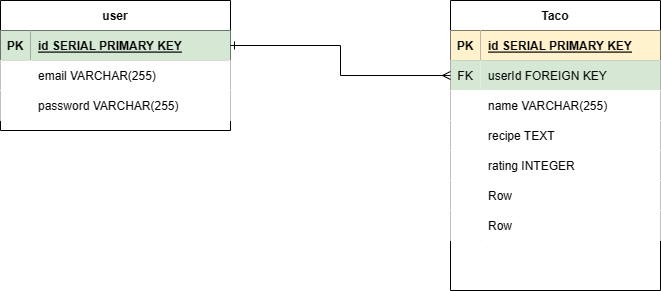 user
PK id SERIAL PRIMARY KEY
email VARCHAR(255)
password VARCHAR(255)
Taco
PK id SERIAL PRIMARY KEY
FK userId FOREIGN KEY
name VARCHAR(255)
recipe TEXT
rating INTEGER
Row
Row